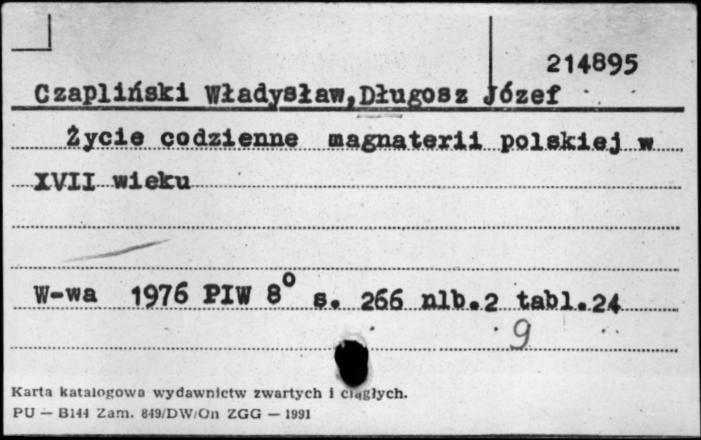 214895
Czapliński Władysław,Długosz Józef
Życie codzienne magnaterii polskiej w
XVII wieku
W-wa 1976 PIW 8° s. 266 nlb.2 tabl.24
9
Karta katalogowa wydawnictw zwartych i ciągłych.
PU — B144 Zam. 849/DW/On ZGG — 1991